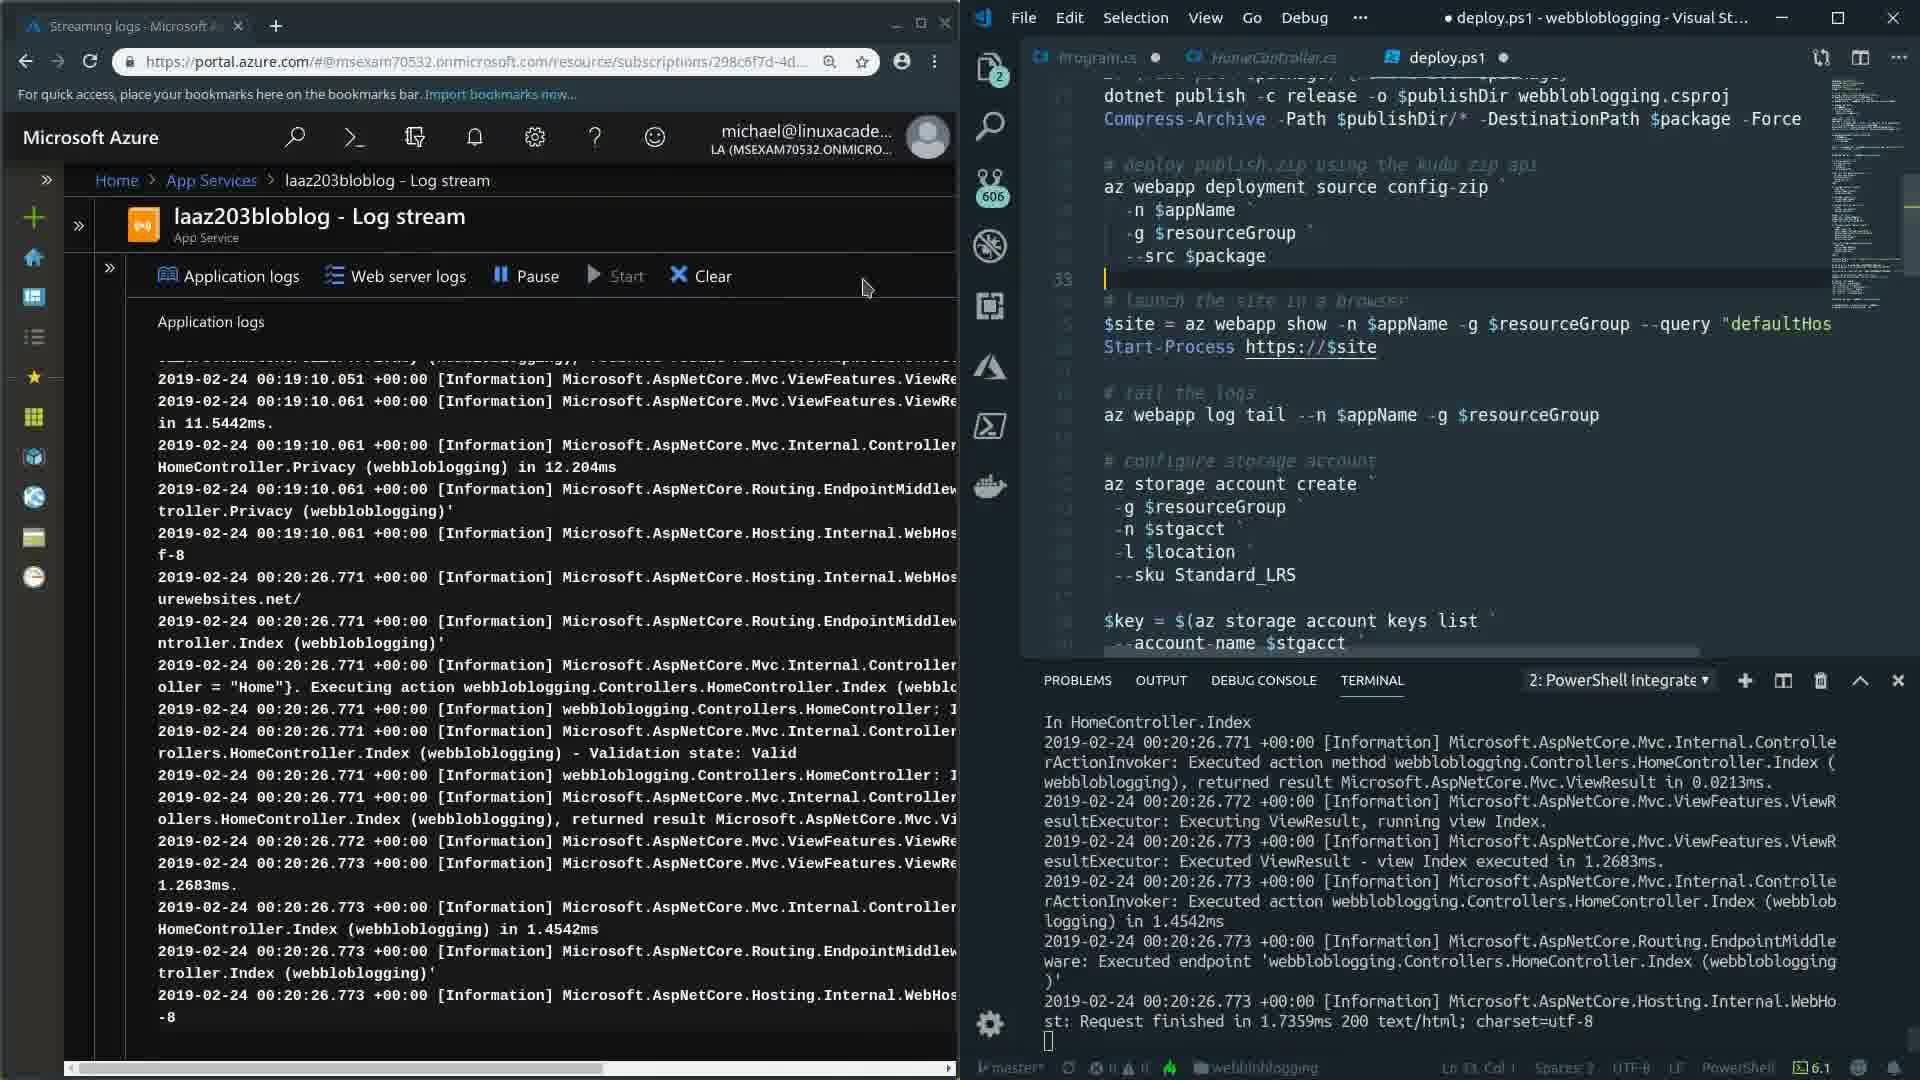 Streaming logs - Microsoft A
https://portal.azure.com/#@msexam70532.onmicrosoft.com/resource/subscriptions/298c6f7d-4d...
For quick access, place your bookmarks here on the bookmarks bar. Import bookmarks now...
Microsoft Azure
michael@linuxacade...
LA (MSEXAM70532.ONMICRO...
Home > App Services > laaz203bloblog - Log stream
laaz203bloblog - Log stream
App Service
Application logs Web server logs Pause Start Clear
Application logs
2019-02-24 00:19:10.051 +00:00 [Information] Microsoft.AspNetCore.Mvc.ViewFeatures.ViewRe
2019-02-24 00:19:10.061 +00:00 [Information] Microsoft.AspNetCore.Mvc.ViewFeatures.ViewRe
in 11.5442ms.
2019-02-24 00:19:10.061 +00:00 [Information] Microsoft.AspNetCore.Mvc.Internal.Controller
HomeController.Privacy (webbloblogging) in 12.204ms
2019-02-24 00:19:10.061 +00:00 [Information] Microsoft.AspNetCore.Routing.EndpointMiddlew
troller.Privacy (webbloblogging)'
2019-02-24 00:19:10.061 +00:00 [Information] Microsoft.AspNetCore.Hosting.Internal.WebHos
f-8
2019-02-24 00:20:26.771 +00:00 [Information] Microsoft.AspNetCore.Hosting.Internal.WebHos
urewebsites.net/
2019-02-24 00:20:26.771 +00:00 [Information] Microsoft.AspNetCore.Routing.EndpointMiddlew
ntroller.Index (webbloblogging)'
2019-02-24 00:20:26.771 +00:00 [Information] Microsoft.AspNetCore.Mvc.Internal.Controller
oller = "Home"}. Executing action webbloblogging.Controllers.HomeController.Index (webblo
2019-02-24 00:20:26.771 +00:00 [Information] webbloblogging.Controllers.HomeController: I
2019-02-24 00:20:26.771 +00:00 [Information] Microsoft.AspNetCore.Mvc.Internal.Controller
rollers.HomeController.Index (webbloblogging) - Validation state: Valid
2019-02-24 00:20:26.771 +00:00 [Information] webbloblogging.Controllers.HomeController: I
2019-02-24 00:20:26.771 +00:00 [Information] Microsoft.AspNetCore.Mvc.Internal.Controller
ollers.HomeController.Index (webbloblogging), returned result Microsoft.AspNetCore.Mvc.Vi
2019-02-24 00:20:26.772 +00:00 [Information] Microsoft.AspNetCore.Mvc.ViewFeatures.ViewRe
2019-02-24 00:20:26.773 +00:00 [Information] Microsoft.AspNetCore.Mvc.ViewFeatures.ViewRe
1.2683ms.
2019-02-24 00:20:26.773 +00:00 [Information] Microsoft.AspNetCore.Mvc.Internal.Controller
HomeController.Index (webbloblogging) in 1.4542ms
2019-02-24 00:20:26.773 +00:00 [Information] Microsoft.AspNetCore.Routing.EndpointMiddlew
troller.Index (webbloblogging)'
2019-02-24 00:20:26.773 +00:00 [Information] Microsoft.AspNetCore.Hosting.Internal.WebHos
-8
File Edit Selection View Go Debug ··· ● deploy.ps1 - webbloblogging - Visual St...
Program.cs HomeController.cs deploy.ps1
2
606
dotnet publish -c release -o $publishDir webbloblogging.csproj
Compress-Archive -Path $publishDir/* -DestinationPath $package -Force
# deploy publish.zip using the kudu zip api
az webapp deployment source config-zip `
-n $appName `
-g $resourceGroup `
--src $package
33
# launch the site in a browser
$site = az webapp show -n $appName -g $resourceGroup --query "defaultHos
Start-Process https://$site
# tail the logs
az webapp log tail --n $appName -g $resourceGroup
# configure storage account
az storage account create `
-g $resourceGroup `
-n $stgacct `
-l $location `
--sku Standard_LRS
$key = $(az storage account keys list `
--account-name $stgacct `
PROBLEMS OUTPUT DEBUG CONSOLE TERMINAL 2: PowerShell Integrate
In HomeController.Index
2019-02-24 00:20:26.771 +00:00 [Information] Microsoft.AspNetCore.Mvc.Internal.Controlle
rActionInvoker: Executed action method webbloblogging.Controllers.HomeController.Index (
webbloblogging), returned result Microsoft.AspNetCore.Mvc.ViewResult in 0.0213ms.
2019-02-24 00:20:26.772 +00:00 [Information] Microsoft.AspNetCore.Mvc.ViewFeatures.ViewR
esultExecutor: Executing ViewResult, running view Index.
2019-02-24 00:20:26.773 +00:00 [Information] Microsoft.AspNetCore.Mvc.ViewFeatures.ViewR
esultExecutor: Executed ViewResult - view Index executed in 1.2683ms.
2019-02-24 00:20:26.773 +00:00 [Information] Microsoft.AspNetCore.Mvc.Internal.Controlle
rActionInvoker: Executed action webbloblogging.Controllers.HomeController.Index (webblob
logging) in 1.4542ms
2019-02-24 00:20:26.773 +00:00 [Information] Microsoft.AspNetCore.Routing.EndpointMiddle
ware: Executed endpoint 'webbloblogging.Controllers.HomeController.Index (webbloblogging
)'
2019-02-24 00:20:26.773 +00:00 [Information] Microsoft.AspNetCore.Hosting.Internal.WebHo
st: Request finished in 1.7359ms 200 text/html; charset=utf-8
master* 0 0 webbloblogging Ln 33, Col 1 Spaces: 2 UTF-8 LF PowerShell 6.1